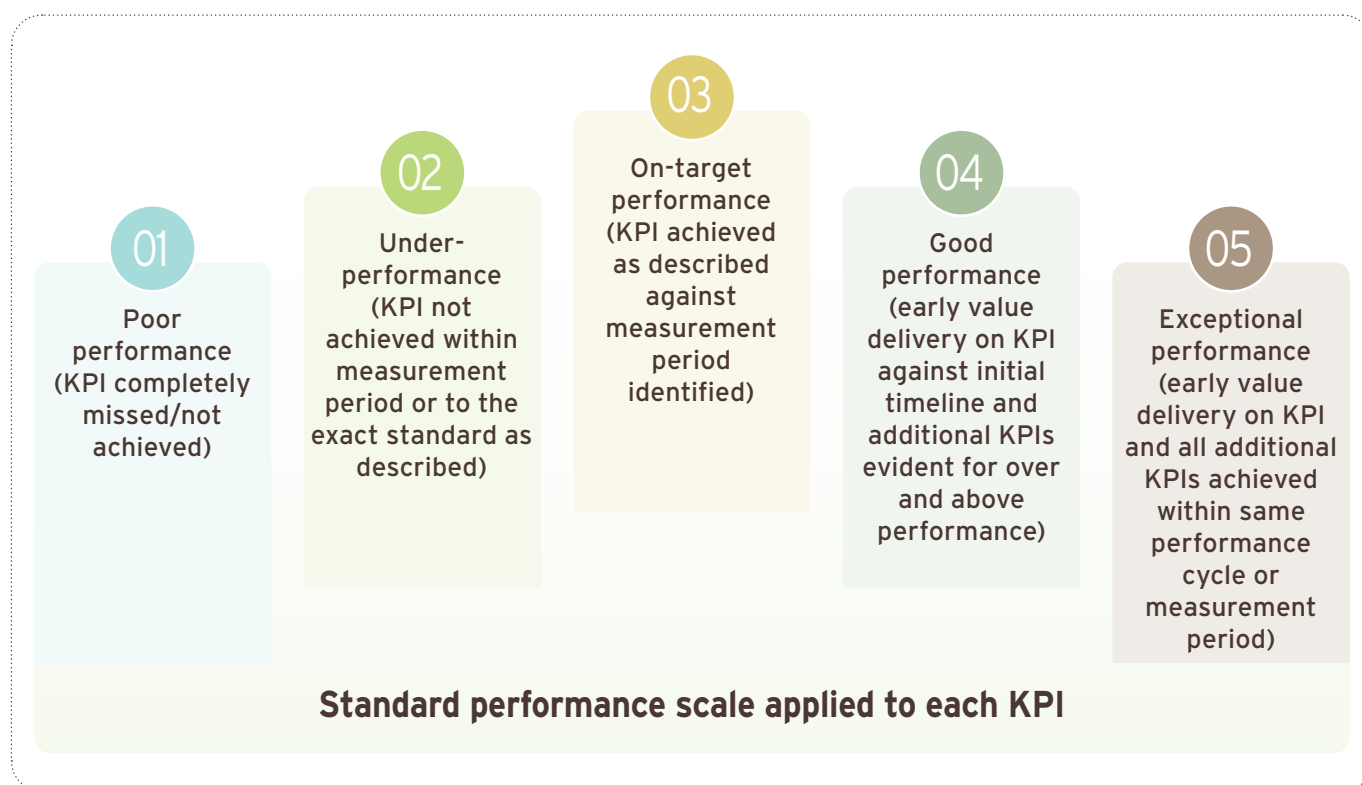 01
Poor
performance
(KPI completely
missed/not
achieved)
02
Under-
performance
(KPI not
achieved within
measurement
period or to the
exact standard as
described)
03
On-target
performance
(KPI achieved
as described
against
measurement
period
identified)
04
Good
performance
(early value
delivery on KPI
against initial
timeline and
additional KPIs
evident for over
and above
performance)
05
Exceptional
performance
(early value
delivery on KPI
and all additional
KPIs achieved
within same
performance
cycle or
measurement
period)
Standard performance scale applied to each KPI